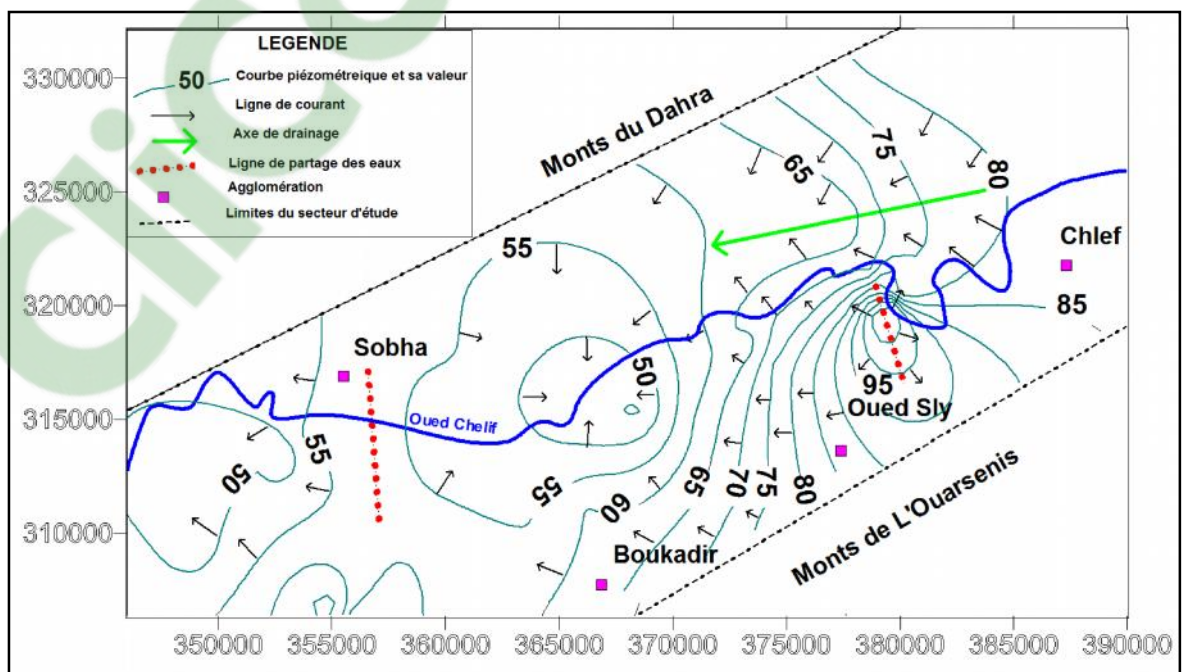 LEGENDE
50 Courbe piézométreique et sa valeur
Ligne de courant
Axe de drainage
Ligne de partage des eaux
Agglomération
Limites du secteur d'étude
330000
325000
320000
315000
310000
Monts du Dahra
65
75
80
55
Chlef
85
Sobha
50
95
Oued Sly
Oued Chelif
50
55
55
60
65
70
75
80
Boukadir
Monts de L'Ouarsenis
350000 355000 360000 365000 370000 375000 380000 385000 390000